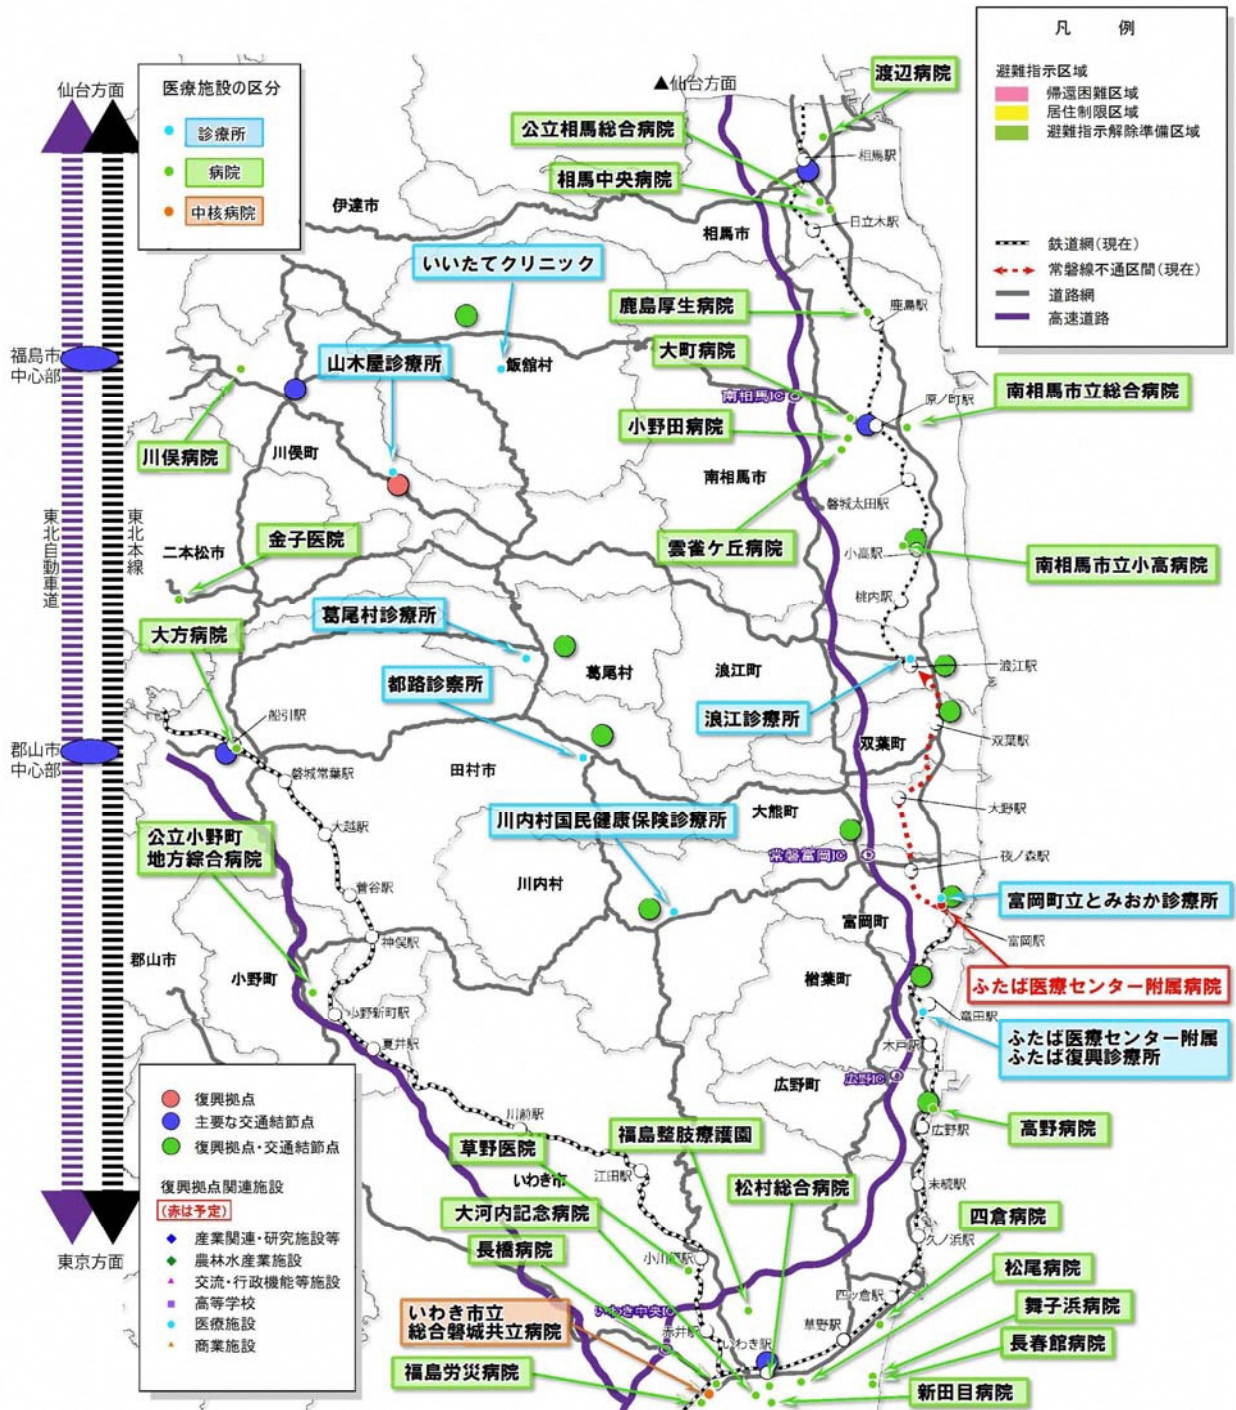 凡 例
避難指示区域
帰還困難区域
居住制限区域
避難指示解除準備区域
鉄道網(現在)
常磐線不通区間(現在)
道路網
高速道路
仙台方面
医療施設の区分
診療所
病院
中核病院
▲仙台方面
渡辺病院
公立相馬総合病院
相馬駅
相馬中央病院
日立木駅
伊達市
相馬市
いいたてクリニック
鹿島厚生病院
鹿島駅
福島市
中心部
山木屋診療所
飯舘村
大町病院
南相馬IC
原ノ町駅
南相馬市立総合病院
小野田病院
川俣病院
川俣町
南相馬市
磐城太田駅
東北自動車道
東北本線
金子医院
二本松市
雲雀ケ丘病院
小高駅
南相馬市立小高病院
桃内駅
葛尾村診療所
大方病院
葛尾村
浪江町
浪江駅
都路診察所
浪江診療所
船引駅
双葉町
双葉駅
郡山市
中心部
磐城常葉駅
田村市
大熊町
大野駅
大越駅
川内村国民健康保険診療所
公立小野町
地方綜合病院
常磐富岡IC
夜ノ森駅
菅谷駅
川内村
富岡町立とみおか診療所
富岡町
富岡駅
神俣駅
郡山市
小野町
楢葉町
ふたば医療センター附属病院
小野新町駅
竜田駅
夏井駅
木戸駅
ふたば医療センター附属
ふたば復興診療所
広野町
広野IC
復興拠点
主要な交通結節点
復興拠点・交通結節点
川前駅
福島整肢療護園
広野駅
高野病院
草野医院
江田駅
いわき市
松村総合病院
末続駅
復興拠点関連施設
(赤は予定)
大河内記念病院
四倉病院
産業関連・研究施設等
農林水産業施設
交流・行政機能等施設
高等学校
医療施設
商業施設
東京方面
長橋病院
小川郷駅
久ノ浜駅
松尾病院
四ッ倉駅
舞子浜病院
いわき市立
総合磐城共立病院
いわき中央IC
赤井駅
いわき駅
草野駅
長春館病院
福島労災病院
新田目病院